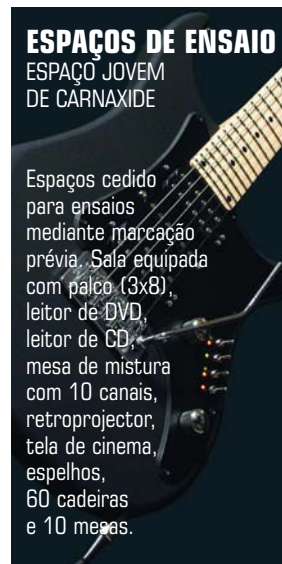 ESPAÇOS DE ENSAIO
ESPAÇO JOVEM
DE CARNAXIDE
Espaços cedido
para ensaios
mediante marcação
prévia. Sala equipada
com palco (3x8),
leitor de DVD,
leitor de CD,
mesa de mistura
com 10 canais,
retroprojector,
tela de cinema,
espelhos,
60 cadeiras
e 10 mesas.